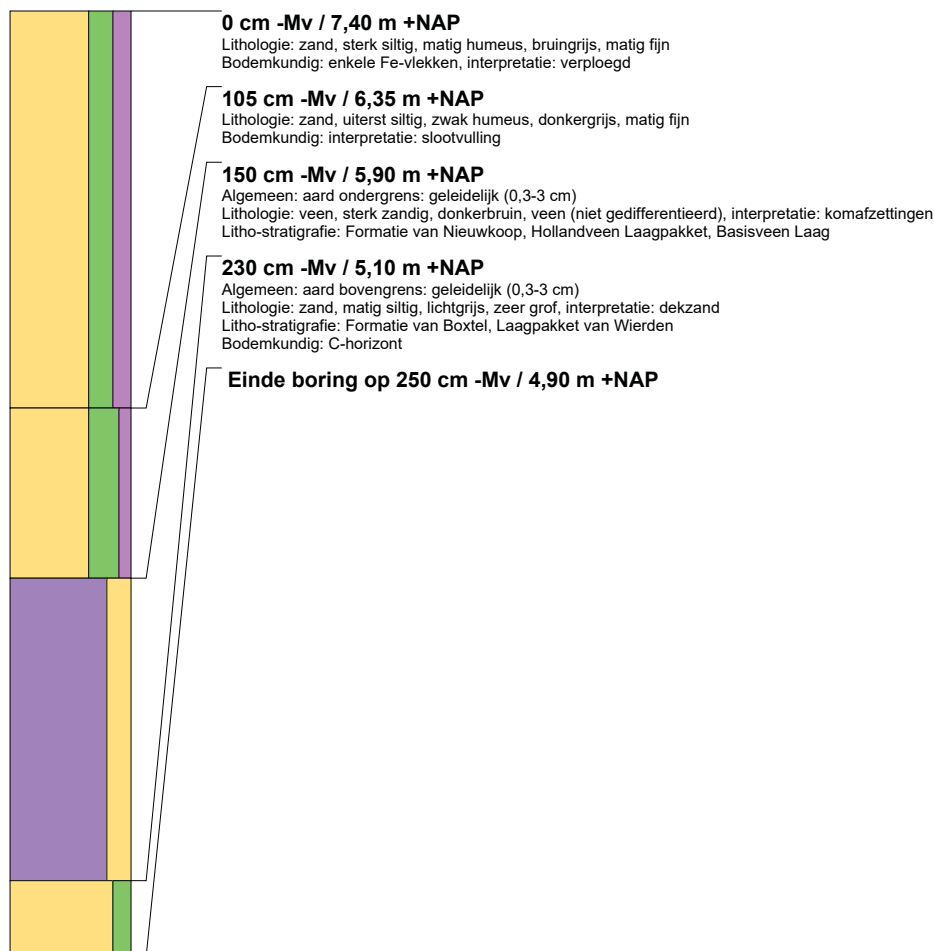 0 cm -Mv / 7,40 m +NAP
Lithologie: zand, sterk siltig, matig humeus, bruingrijs, matig fijn
Bodemkundig: enkele Fe-vlekken, interpretatie: verploegd
105 cm -Mv / 6,35 m +NAP
Lithologie: zand, uiterst siltig, zwak humeus, donkergrijs, matig fijn
Bodemkundig: interpretatie: slootvulling
150 cm -Mv / 5,90 m +NAP
Algemeen: aard ondergrens: geleidelijk (0,3-3 cm)
Lithologie: veen, sterk zandig, donkerbruin, veen (niet gedifferentieerd), interpretatie: komafzettingen
Litho-stratigrafie: Formatie van Nieuwkoop, Hollandveen Laagpakket, Basisveen Laag
230 cm -Mv / 5,10 m +NAP
Algemeen: aard bovengrens: geleidelijk (0,3-3 cm)
Lithologie: zand, matig siltig, lichtgrijs, zeer grof, interpretatie: dekzand
Litho-stratigrafie: Formatie van Boxtel, Laagpakket van Wierden
Bodemkundig: C-horizont
Einde boring op 250 cm -Mv / 4,90 m +NAP